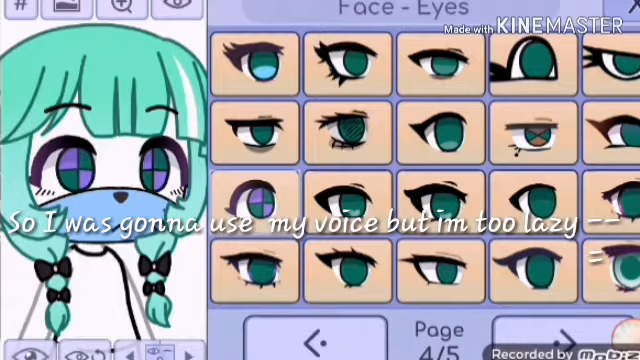 Face - Eyes
Made with KINEMASTER
So I was gonna use my voice but im too lazy --
=
Page
4/5
Recorded by